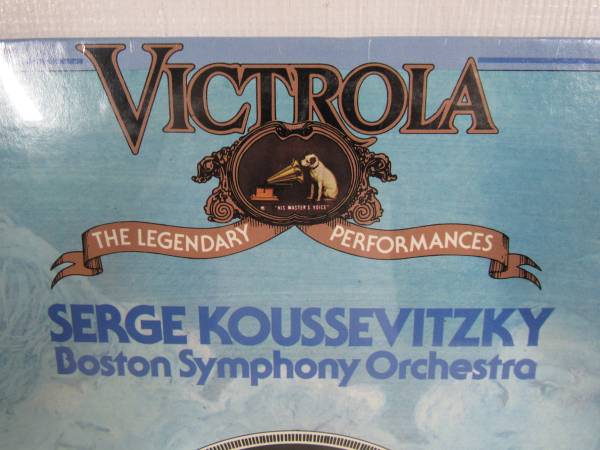 VICTROLA
"HIS MASTER'S VOICE"
THE LEGENDARY PERFORMANCES
SERGE KOUSSEVITZKY
Boston Symphony Orchestra